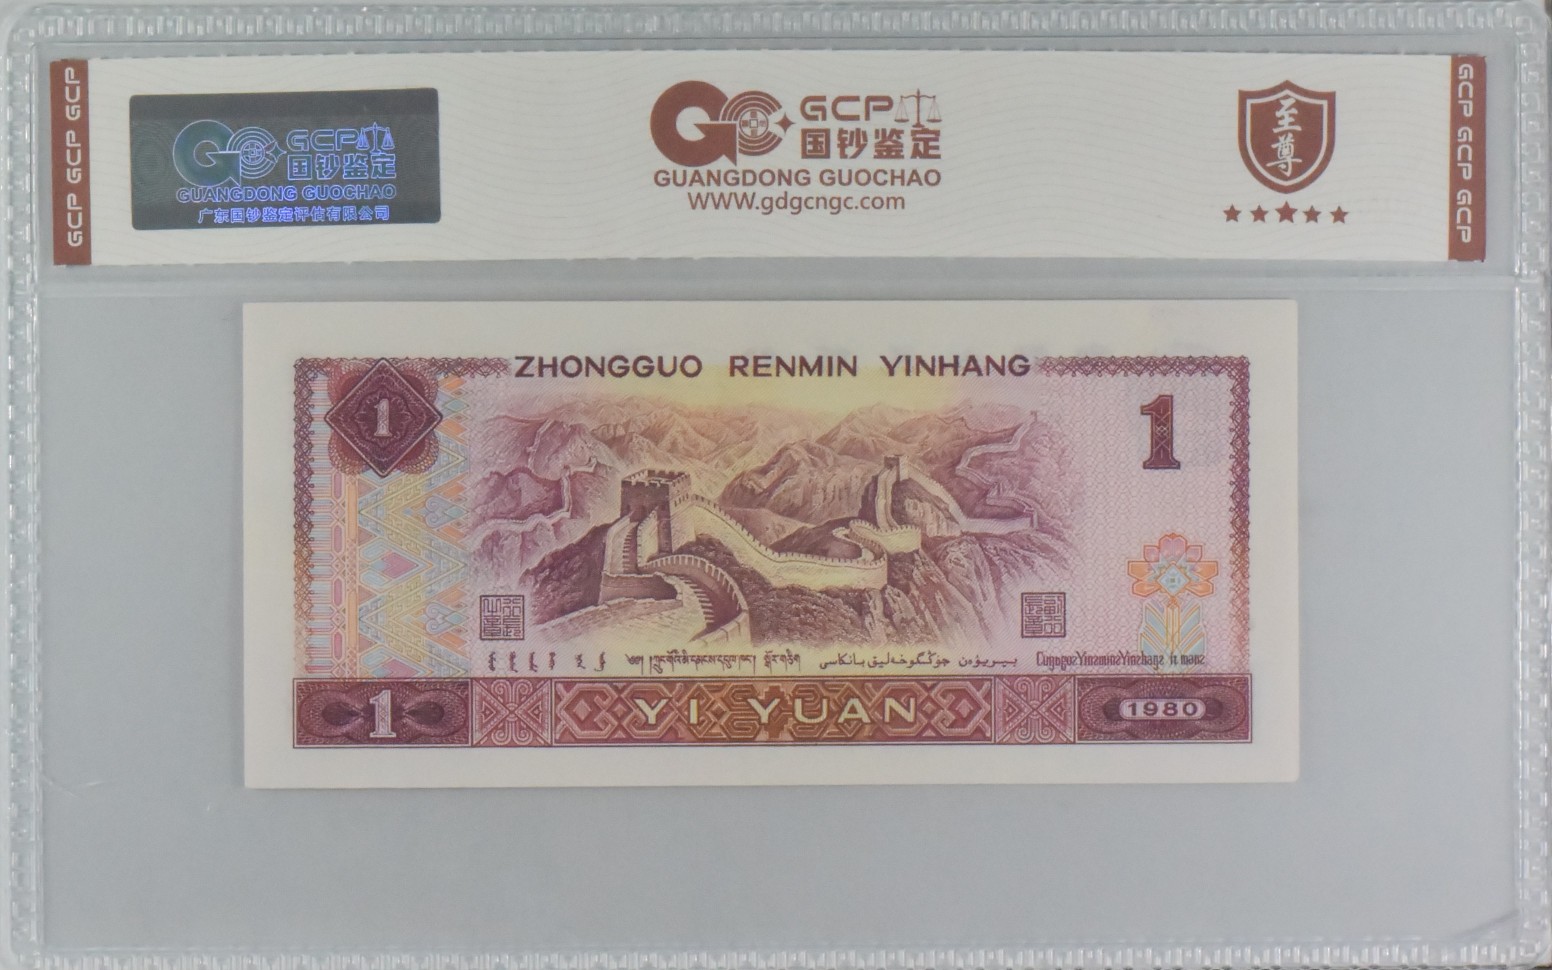 GCP GCP GCP
GCP
国钞鉴定
GUANGDONG GUOCHAO
广东国钞鉴定评估有限公司
GCP
国钞鉴定
GUANGDONG GUOCHAO
WWW.gdgcngc.com
至尊
GCP GCP GCP
ZHONGGUO RENMIN YINHANG
1
1
YI YUAN
1
1980